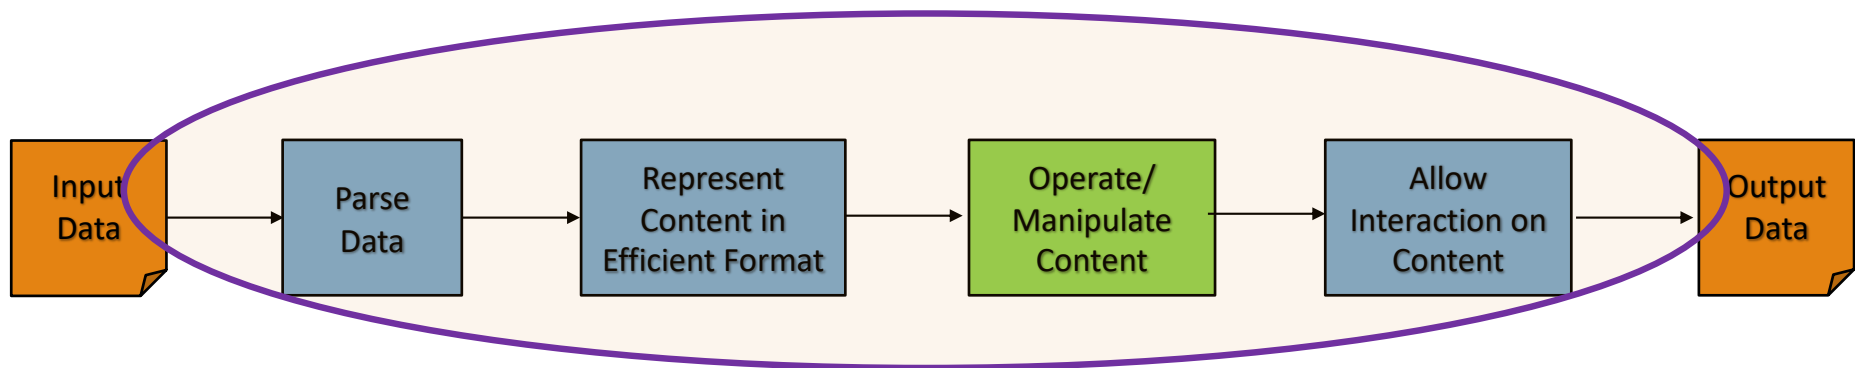 Input
Data
Parse
Data
Represent
Content in
Efficient Format
Operate/
Manipulate
Content
Allow
Interaction on
Content
Output
Data